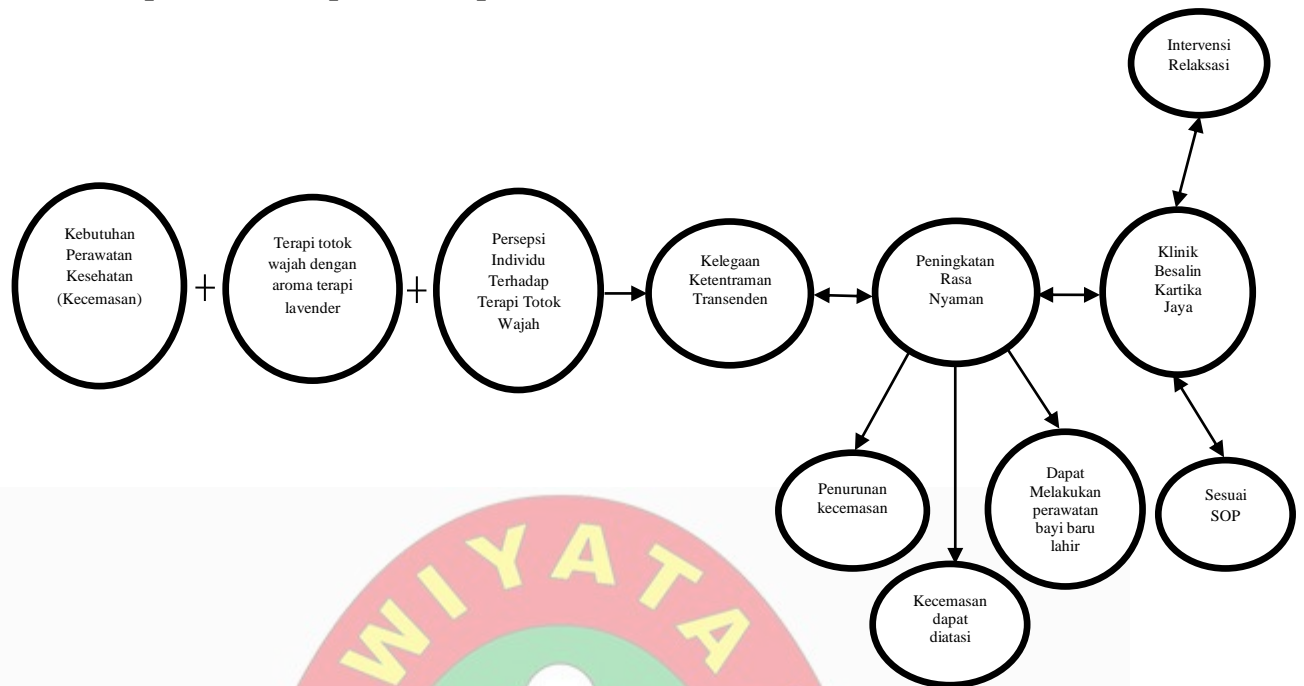 Intervensi
Relaksasi
Kebutuhan
Perawatan
Kesehatan
(Kecemasan)
+
Terapi totok
wajah dengan
aroma terapi
lavender
+
Persepsi
Individu
Terhadap
Terapi Totok
Wajah
Kelegaan
Ketentraman
Transenden
Peningkatan
Rasa
Nyaman
Klinik
Besalin
Kartika
Jaya
Penurunan
kecemasan
Kecemasan
dapat
diatasi
Dapat
Melakukan
perawatan
bayi baru
lahir
Sesuai
SOP
WIYATA